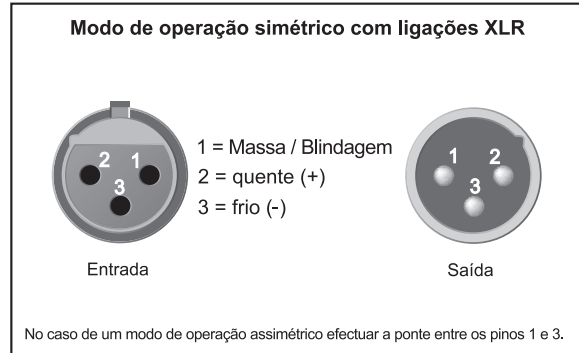 Modo de operação simétrico com ligações XLR
2 1
3
1 = Massa / Blindagem
2 = quente (+)
3 = frio (-)
1 2
3
Entrada
Saída
No caso de um modo de operação assimétrico efectuar a ponte entre os pinos 1 e 3.